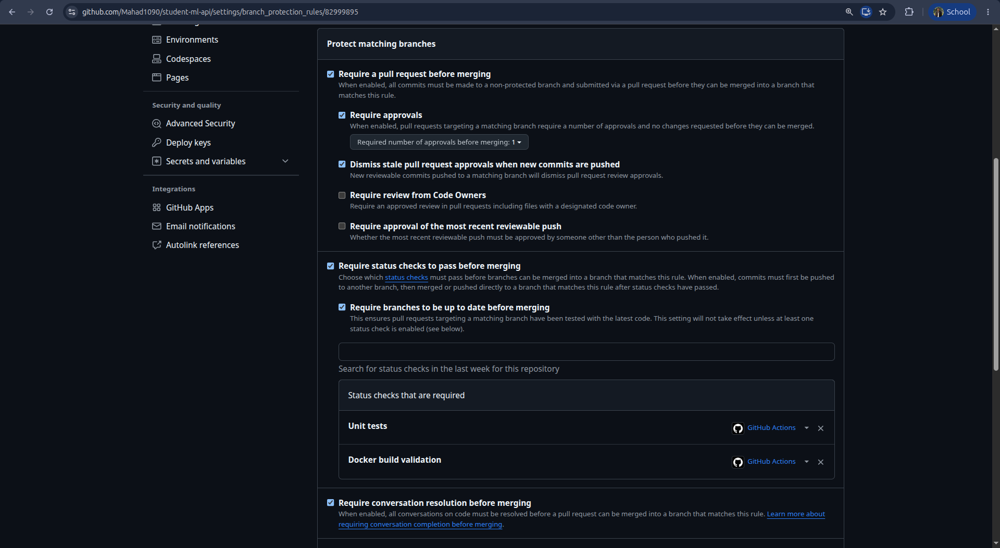 github.com/Mahad1090/student-ml-api/settings/branch_protection_rules/82999895
School
Environments
Codespaces
Pages
Security and quality
Advanced Security
Deploy keys
Secrets and variables
Integrations
GitHub Apps
Email notifications
Autolink references
Protect matching branches
Require a pull request before merging
When enabled, all commits must be made to a non-protected branch and submitted via a pull request before they can be merged into a branch that
matches this rule.
Require approvals
When enabled, pull requests targeting a matching branch require a number of approvals and no changes requested before they can be merged.
Required number of approvals before merging: 1
Dismiss stale pull request approvals when new commits are pushed
New reviewable commits pushed to a matching branch will dismiss pull request review approvals.
Require review from Code Owners
Require an approved review in pull requests including files with a designated code owner.
Require approval of the most recent reviewable push
Whether the most recent reviewable push must be approved by someone other than the person who pushed it.
Require status checks to pass before merging
Choose which status checks must pass before branches can be merged into a branch that matches this rule. When enabled, commits must first be pushed
to another branch, then merged or pushed directly to a branch that matches this rule after status checks have passed.
Require branches to be up to date before merging
This ensures pull requests targeting a matching branch have been tested with the latest code. This setting will not take effect unless at least one
status check is enabled (see below).
Search for status checks in the last week for this repository
Status checks that are required
Unit tests
GitHub Actions
Docker build validation
GitHub Actions
Require conversation resolution before merging
When enabled, all conversations on code must be resolved before a pull request can be merged into a branch that matches this rule. Learn more about
requiring conversation completion before merging.